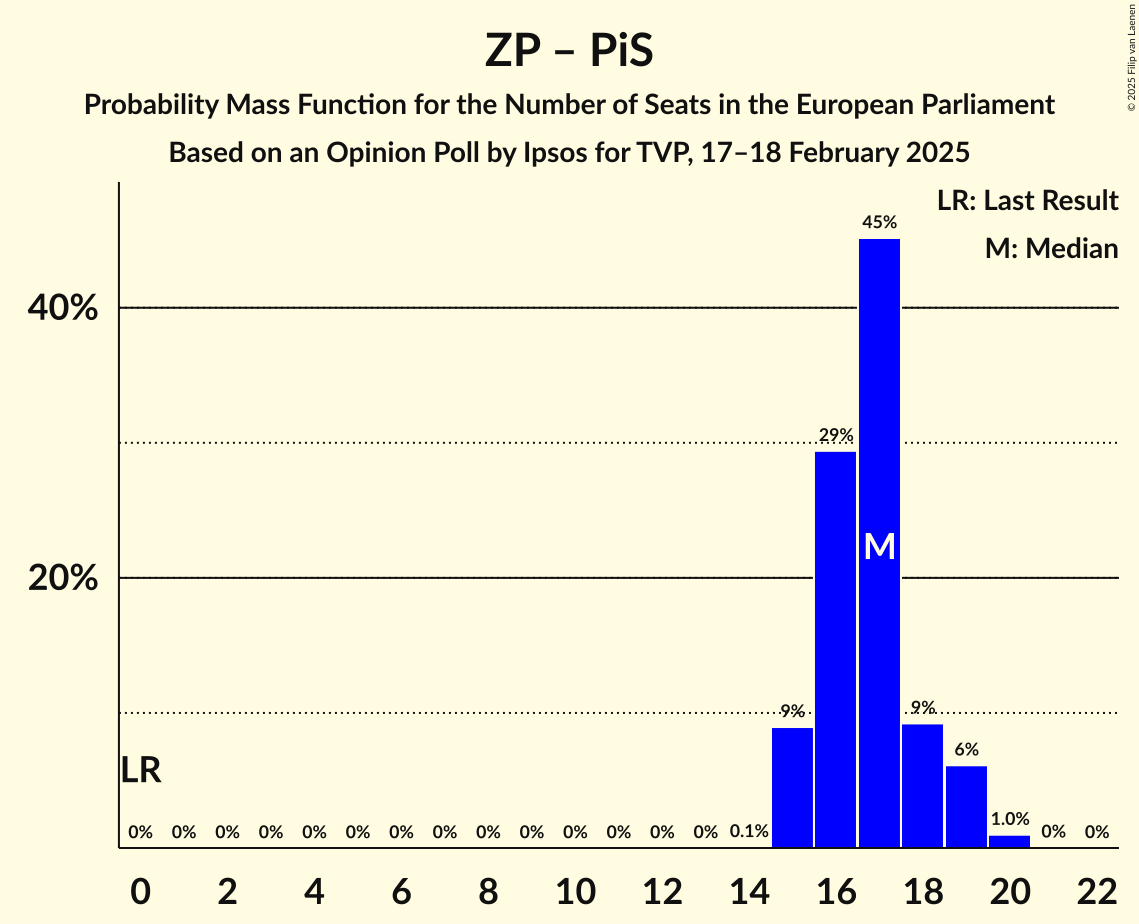 ZP – PiS
Probability Mass Function for the Number of Seats in the European Parliament
Based on an Opinion Poll by Ipsos for TVP, 17–18 February 2025
© 2025 Filip van Laenen
LR: Last Result
M: Median
45%
40%
29%
M
20%
9%
9%
6%
LR
1.0%
0% 0% 0% 0% 0% 0% 0% 0% 0% 0% 0% 0% 0% 0% 0.1% 0% 0%
0 2 4 6 8 10 12 14 16 18 20 22